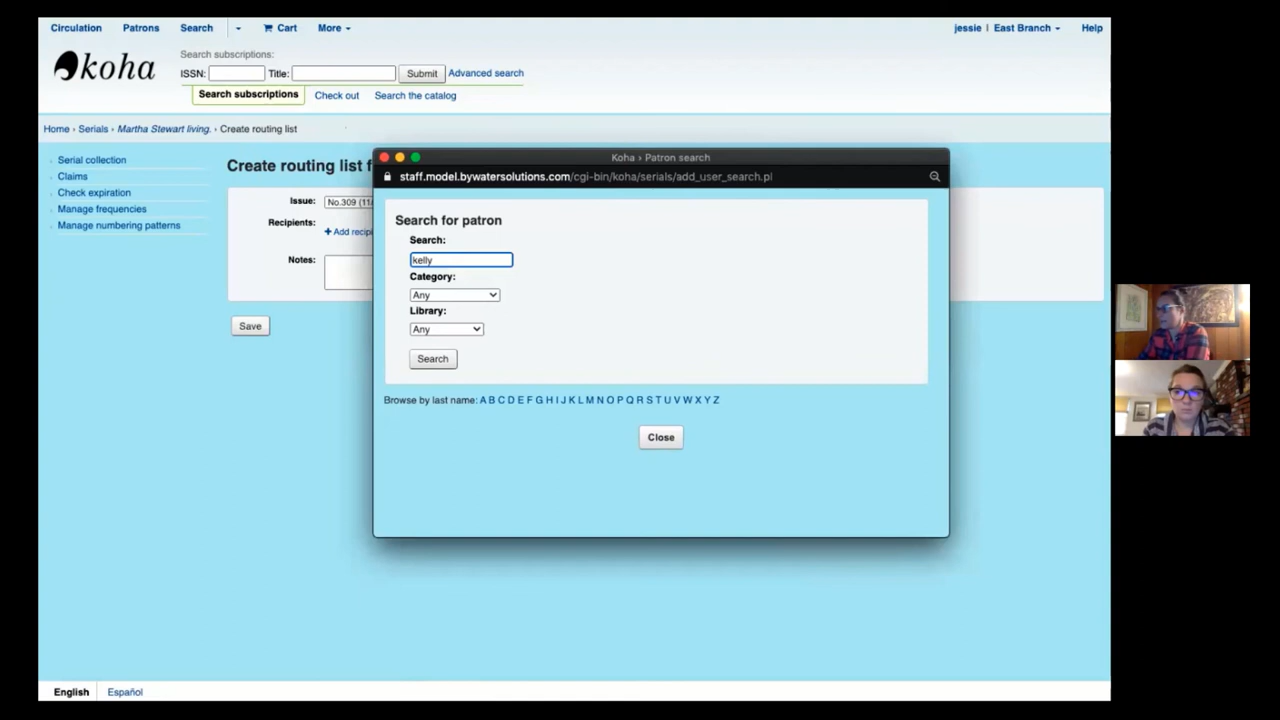 Circulation Patrons Search Cart More jessie | East Branch Help
koha
Search subscriptions:
ISSN: Title: Submit Advanced search
Search subscriptions Check out Search the catalog
Home › Serials › Martha Stewart living. › Create routing list
Serial collection
Claims
Check expiration
Manage frequencies
Manage numbering patterns
Create routing list f
Issue: No.309 (11/
Recipients:
+ Add recipi
Notes:
Save
Koha › Patron search
staff.model.bywatersolutions.com/cgi-bin/koha/serials/add_user_search.pl
Search for patron
Search:
kelly
Category:
Any
Library:
Any
Search
Browse by last name: A B C D E F G H I J K L M N O P Q R S T U V W X Y Z
Close
English Español